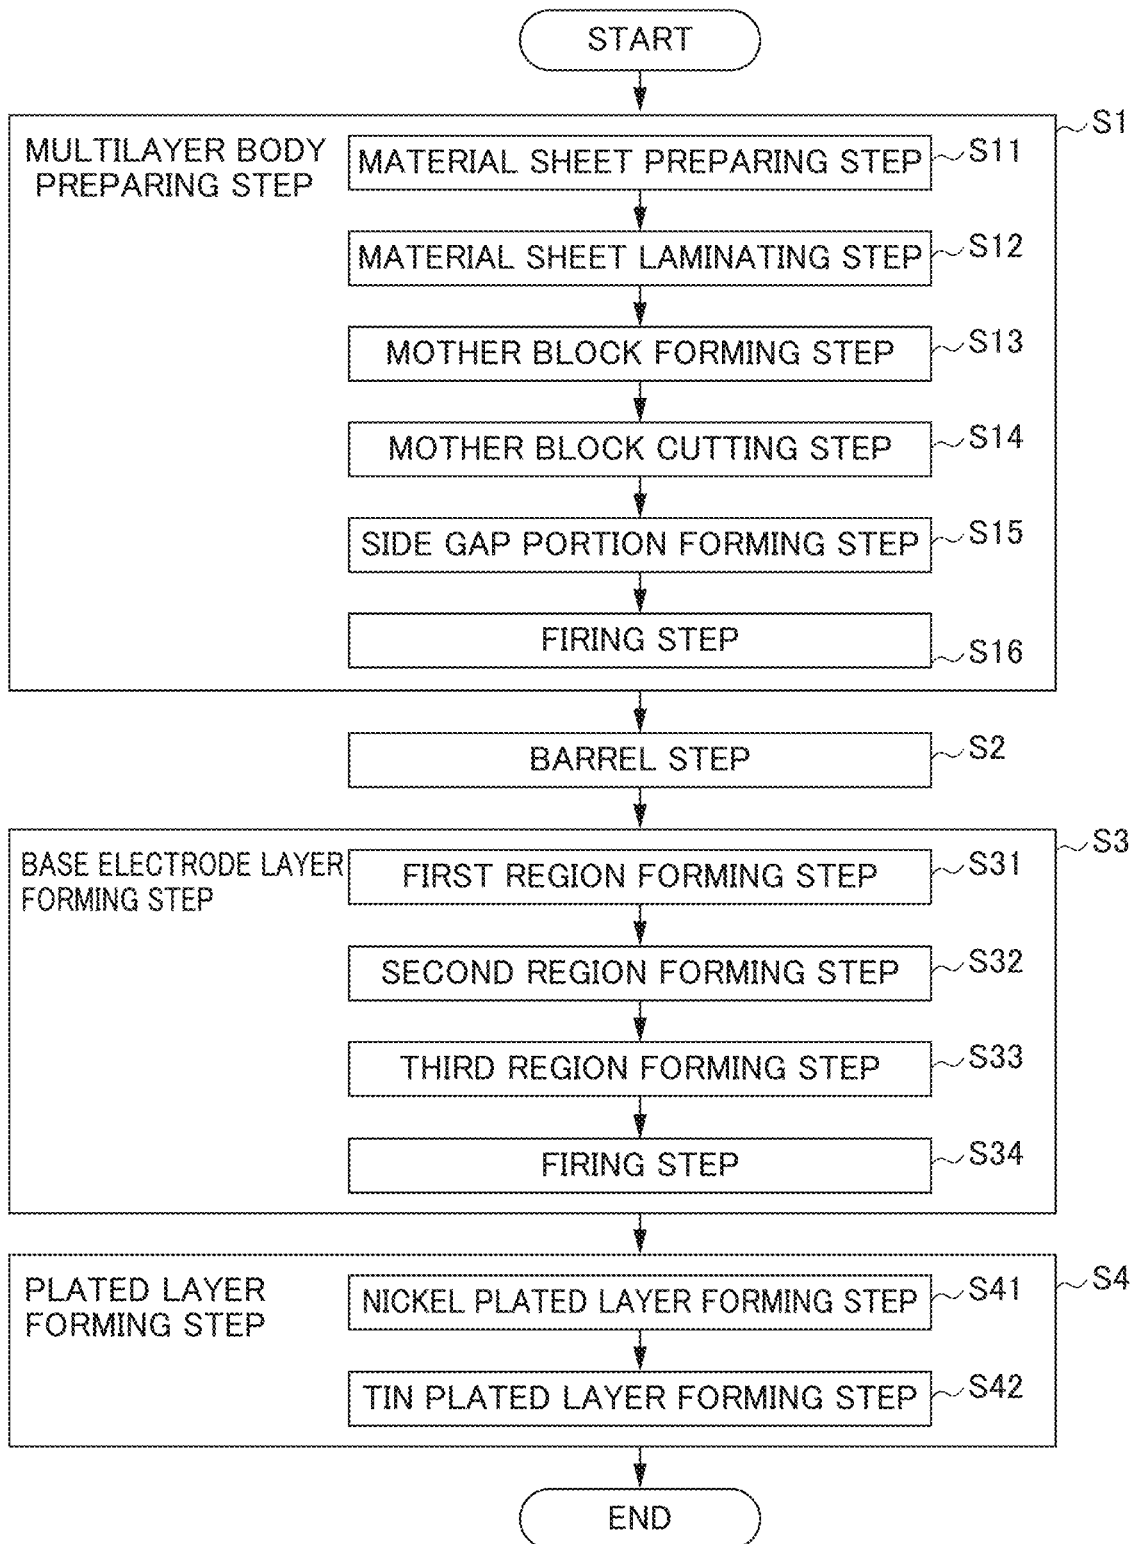 START
S1
MULTILAYER BODY
PREPARING STEP
MATERIAL SHEET PREPARING STEP
S11
MATERIAL SHEET LAMINATING STEP
S12
MOTHER BLOCK FORMING STEP
S13
MOTHER BLOCK CUTTING STEP
S14
SIDE GAP PORTION FORMING STEP
S15
FIRING STEP
S16
BARREL STEP
S2
S3
BASE ELECTRODE LAYER
FORMING STEP
FIRST REGION FORMING STEP
S31
SECOND REGION FORMING STEP
S32
THIRD REGION FORMING STEP
S33
FIRING STEP
S34
S4
PLATED LAYER
FORMING STEP
NICKEL PLATED LAYER FORMING STEP
S41
TIN PLATED LAYER FORMING STEP
S42
END